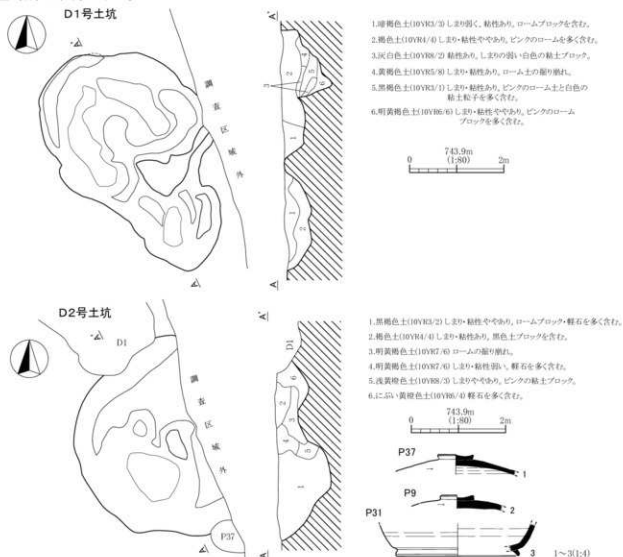 D1号土坑
A'
1.暗褐色土(10YR3/3)しまり弱く、粘性あり。ロームブロックを含む。
2.褐色土(10YR4/4)しまり・粘性ややあり。ピンクのロームを多く含む。
3.灰白色土(10YR8/2)粘性あり。しまりの弱い白色の粘土ブロック。
4.黄褐色土(10YR5/8)しまり・粘性あり。ローム土の掘り崩れ。
5.黒褐色土(10YR3/1)しまり・粘性あり。ピンクのローム土と白色の
粘土粒子を多く含む。
6.明黄褐色土(10YR6/6)しまり・粘性ややあり。ピンクのローム
ブロックを多く含む。
調査区域外
743.9m
0 (1:80) 2m
A
D2号土坑
A'
D1
D1
1.黒褐色土(10YR3/2)しまり・粘性ややあり。ロームブロック・軽石を多く含む。
2.褐色土(10YR4/4)しまり・粘性あり。黒色土ブロックを含む。
3.明黄褐色土(10YR7/6)ロームの掘り崩れ。
4.明黄褐色土(10YR7/6)しまり・粘性弱い。軽石を多く含む。
5.浅黄橙色土(10YR8/3)しまりややあり。ピンクの粘土ブロック。
6.にぶい黄橙色土(10YR6/4)軽石を多く含む。
調査区域外
743.9m
0 (1:80) 2m
P37
1
P9
2
P31
3
1～3(1:4)
P37
A